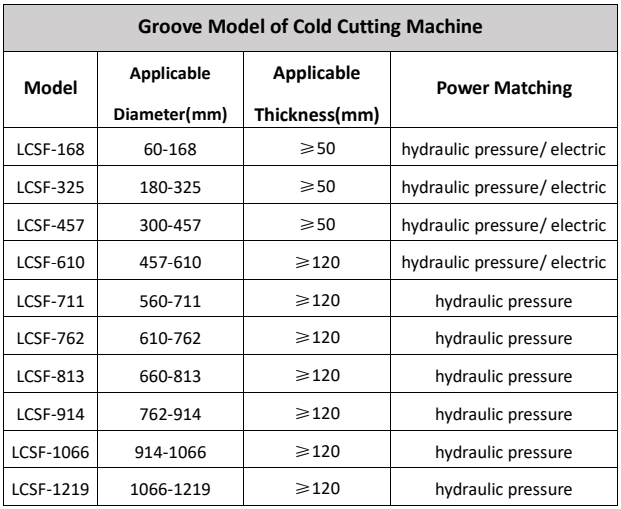 Groove Model of Cold Cutting Machine
Model Applicable Diameter(mm) Applicable Thickness(mm) Power Matching
LCSF-168 60-168 ⩾50 hydraulic pressure/ electric
LCSF-325 180-325 ⩾50 hydraulic pressure/ electric
LCSF-457 300-457 ⩾50 hydraulic pressure/ electric
LCSF-610 457-610 ⩾120 hydraulic pressure/ electric
LCSF-711 560-711 ⩾120 hydraulic pressure
LCSF-762 610-762 ⩾120 hydraulic pressure
LCSF-813 660-813 ⩾120 hydraulic pressure
LCSF-914 762-914 ⩾120 hydraulic pressure
LCSF-1066 914-1066 ⩾120 hydraulic pressure
LCSF-1219 1066-1219 ⩾120 hydraulic pressure